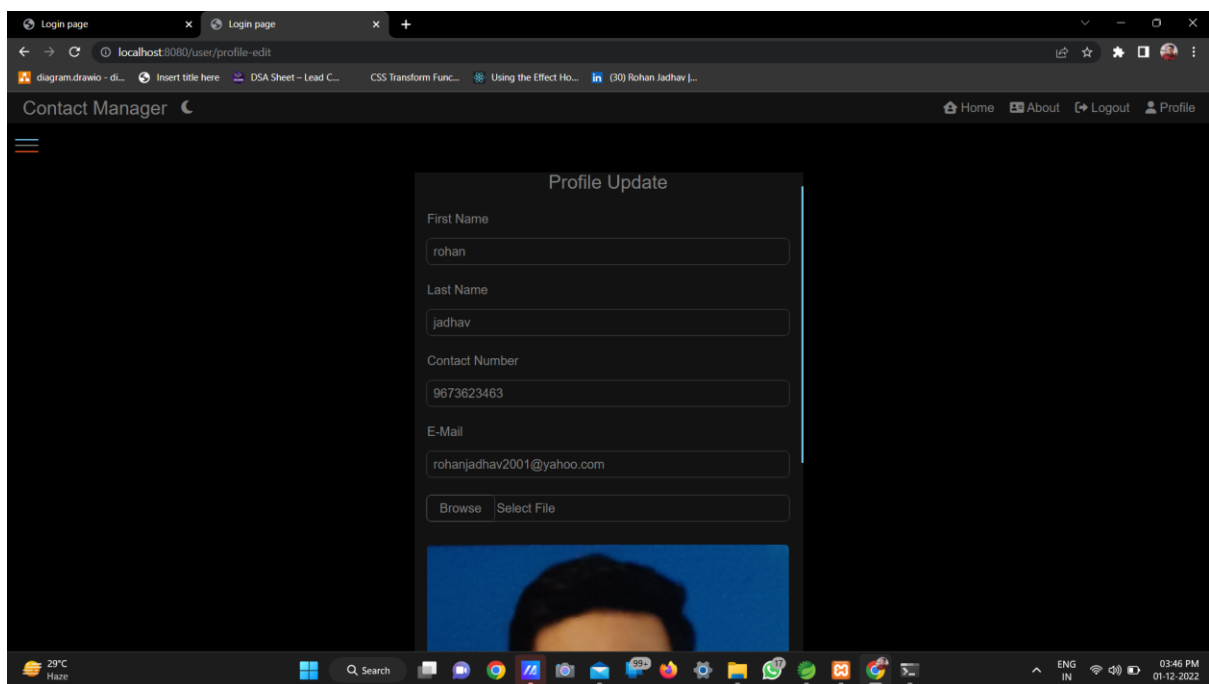 Login page
Login page
localhost:8080/user/profile-edit
diagram.drawio - di... Insert title here DSA Sheet – Lead C... CSS Transform Func... Using the Effect Ho... in (30) Rohan Jadhav |...
Contact Manager Home About Logout Profile
Profile Update
First Name
rohan
Last Name
jadhav
Contact Number
9673623463
E-Mail
rohanjadhav2001@yahoo.com
Browse Select File
29°C
Haze
Search
99+
17
ENG
IN
03:46 PM
01-12-2022